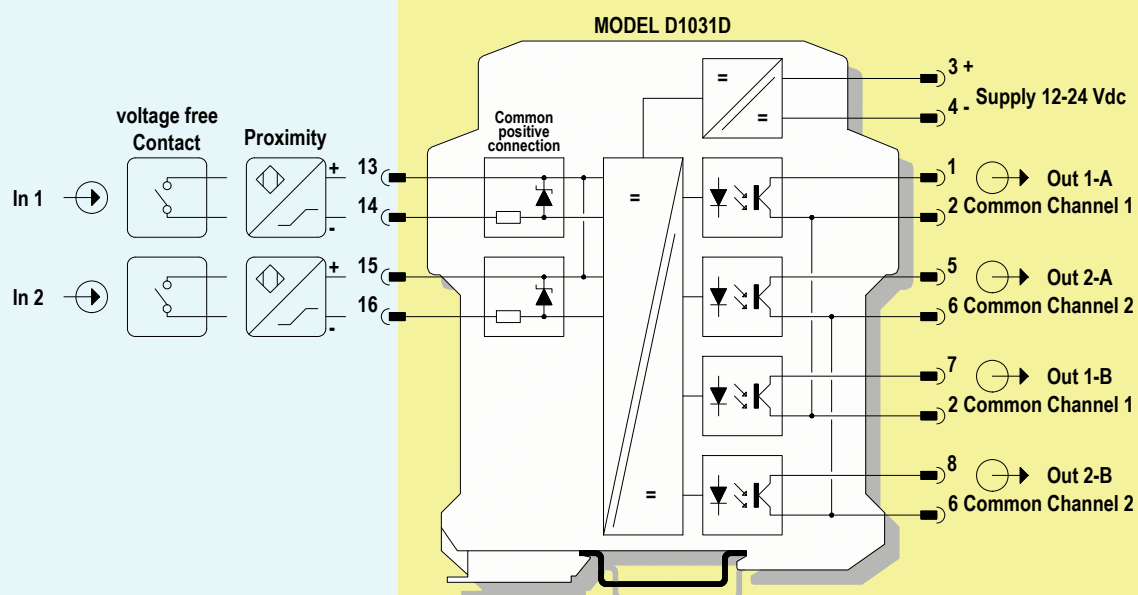 MODEL D1031D
3 +
4 -
Supply 12-24 Vdc
voltage free
Contact
Proximity
Common
positive
connection
In 1
+
13
14
-
=
=
=
1
Out 1-A
2 Common Channel 1
In 2
+
15
16
-
5
Out 2-A
6 Common Channel 2
7
Out 1-B
2 Common Channel 1
=
8
Out 2-B
6 Common Channel 2